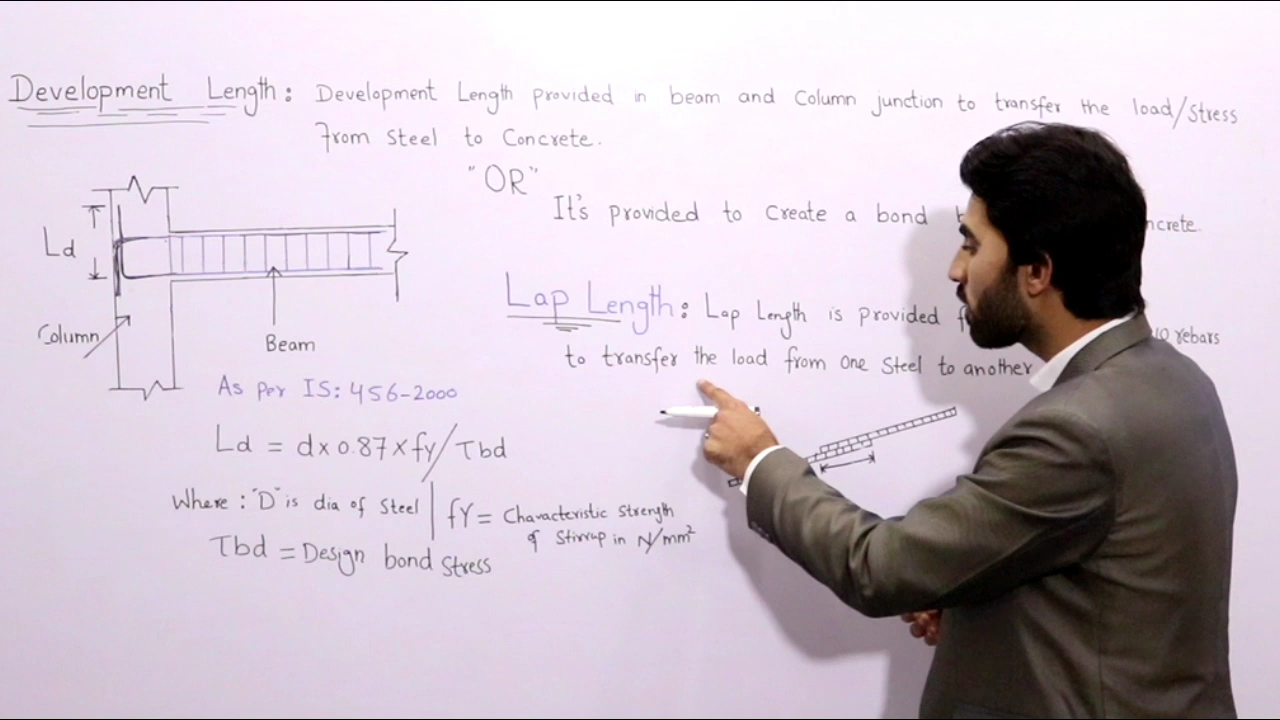 Development Length: Development Length provided in beam and Column junction to transfer the load/Stress
From Steel to Concrete.
"OR"
It's provided to Create a bond
Ld
Lap Length: Lap Length is provided
rebars
to transfer the load from one Steel to another
Column
Beam
As per IS: 456-2000
Ld = d x 0.87 x fy/Tbd
Where: "D" is dia of Steel | fY = Characteristic Strength
of Stirrup in N/mm²
Tbd = Design bond Stress